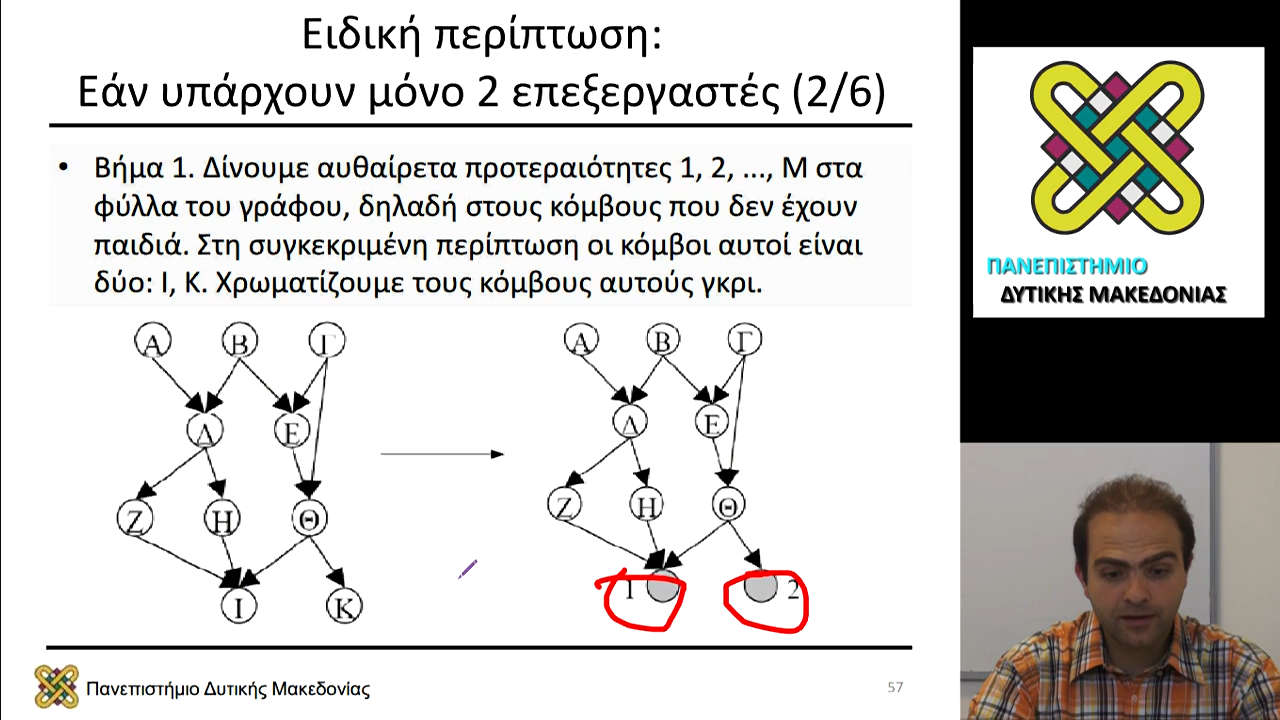 Ειδική περίπτωση:
Εάν υπάρχουν μόνο 2 επεξεργαστές (2/6)
• Βήμα 1. Δίνουμε αυθαίρετα προτεραιότητες 1, 2, ..., Μ στα
φύλλα του γράφου, δηλαδή στους κόμβους που δεν έχουν
παιδιά. Στη συγκεκριμένη περίπτωση οι κόμβοι αυτοί είναι
δύο: Ι, Κ. Χρωματίζουμε τους κόμβους αυτούς γκρι.
Α Β Γ
Δ Ε
Ζ Η Θ
Ι Κ
Α Β Γ
Δ Ε
Ζ Η Θ
1 2
Πανεπιστήμιο Δυτικής Μακεδονίας
57
ΠΑΝΕΠΙΣΤΗΜΙΟ
ΔΥΤΙΚΗΣ ΜΑΚΕΔΟΝΙΑΣ